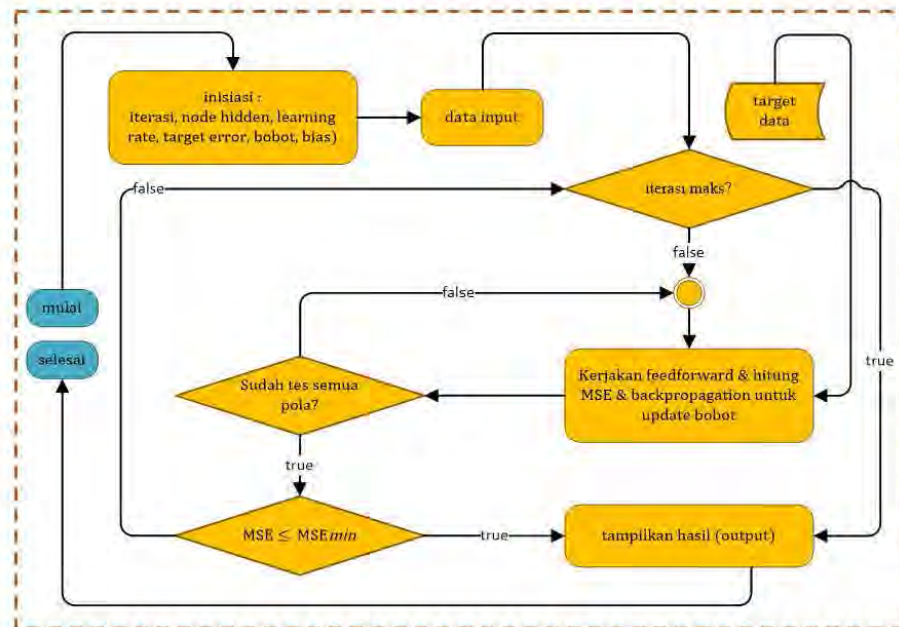 inisiasi :
iterasi, node hidden, learning
rate, target error, bobot, bias)
data input
target
data
false
iterasi maks?
false
mulai
false
selesai
true
Sudah tes semua
pola?
Kerjakan feedforward & hitung
MSE & backpropagation untuk
update bobot
true
MSE ≤ MSEmin
true
tampilkan hasil (output)